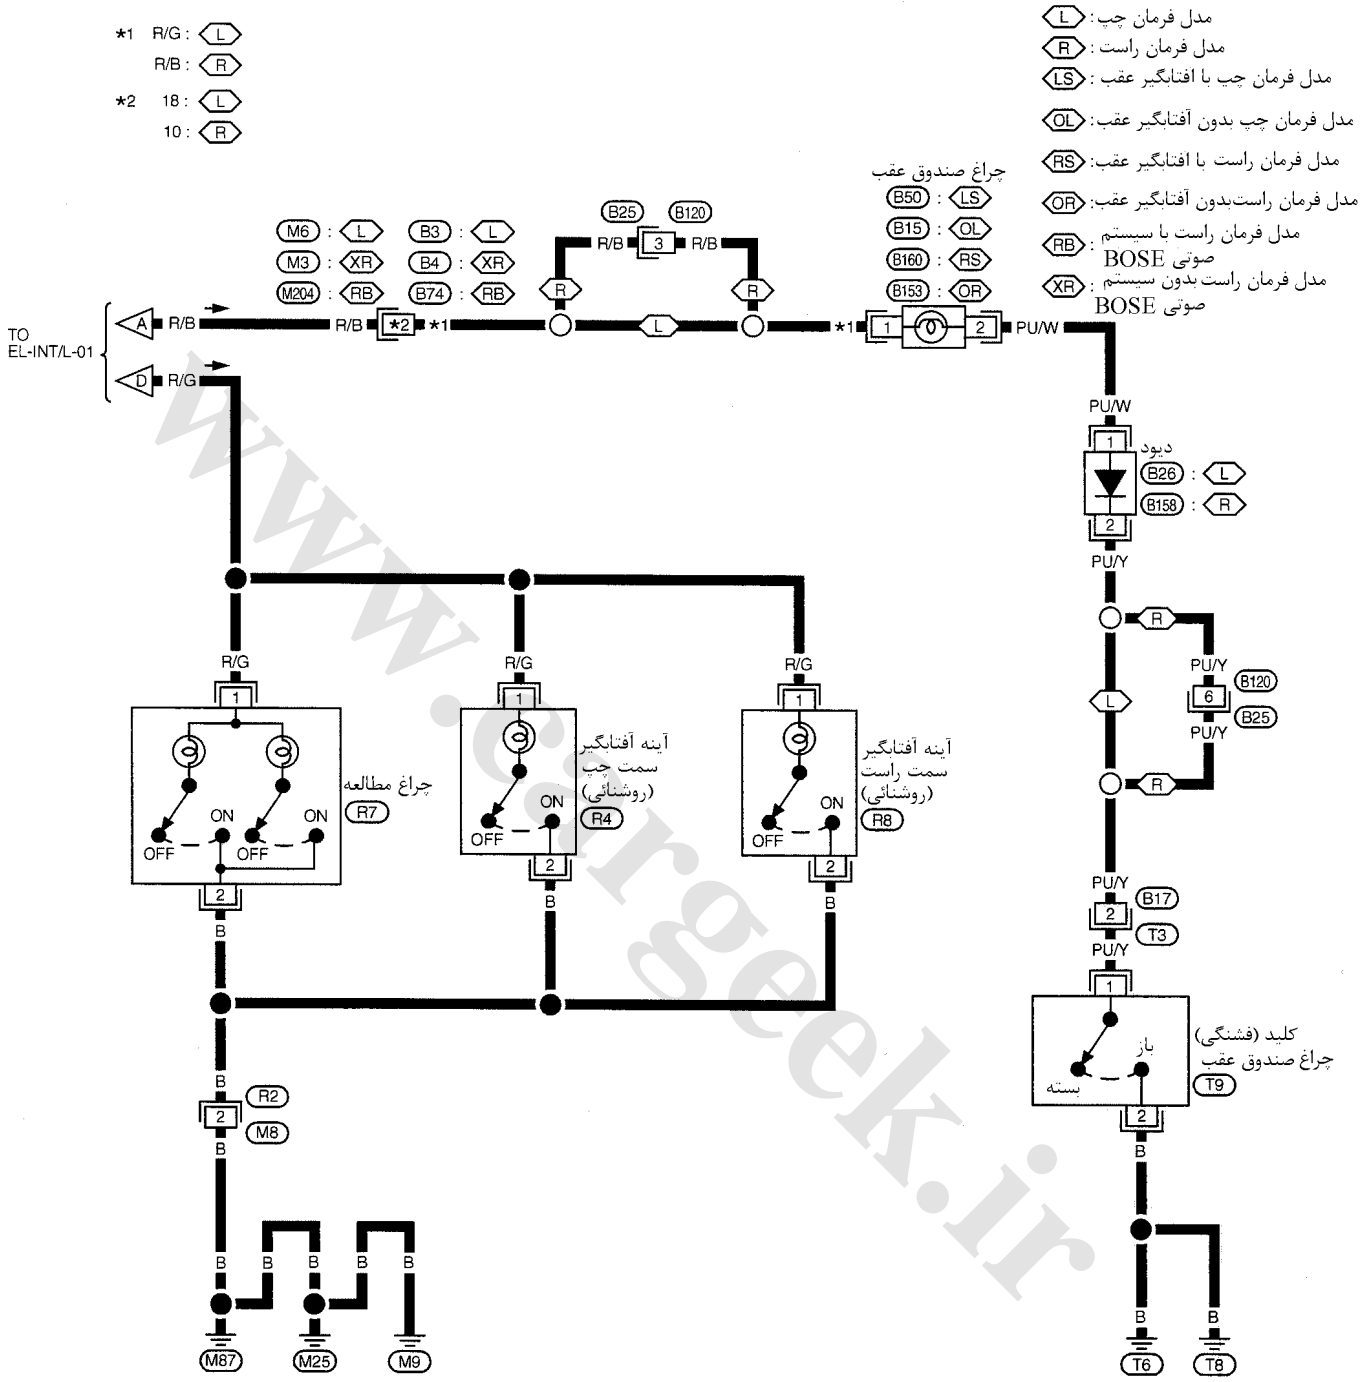 *1 R/G : L
R/B : R
*2 18 : L
10 : R
L : مدل فرمان چپ
R : مدل فرمان راست
LS : مدل فرمان چپ با افتابگیر عقب
OL : مدل فرمان چپ بدون آفتابگیر عقب
RS : مدل فرمان راست با افتابگیر عقب
OR : مدل فرمان راست‌بدون آفتابگیر عقب
RB : مدل فرمان راست با سیستم
صوتی BOSE
XR : مدل فرمان راست بدون سیستم
صوتی BOSE
چراغ صندوق عقب
B50 : LS
B15 : OL
B160 : RS
B153 : OR
B25 B120
R/B 3 R/B
M6 : L B3 : L
M3 : XR B4 : XR
M204 : RB B74 : RB
R R
TO
EL-INT/L-01
A R/B R/B *2 *1 L *1 1 2 PU/W
D R/G
PU/W
1
دیود
B26 : L
B158 : R
2
PU/Y
R
PU/Y
B120
6
L
B25
PU/Y
R
R/G R/G R/G
1 1 1
آینه آفتابگیر
سمت چپ
(روشنائی)
R4
آینه آفتابگیر
سمت راست
(روشنائی)
R8
چراغ مطالعه
R7
ON ON ON ON
OFF OFF OFF OFF
2 2 2
B B B
PU/Y
B17
2
T3
PU/Y
1
کلید (فشنگی)
چراغ صندوق عقب
T9
باز
بسته
2
B
B
R2
2
M8
B
B B B B B
M87 M25 M9
B B
T6 T8
www.cargeek.ir